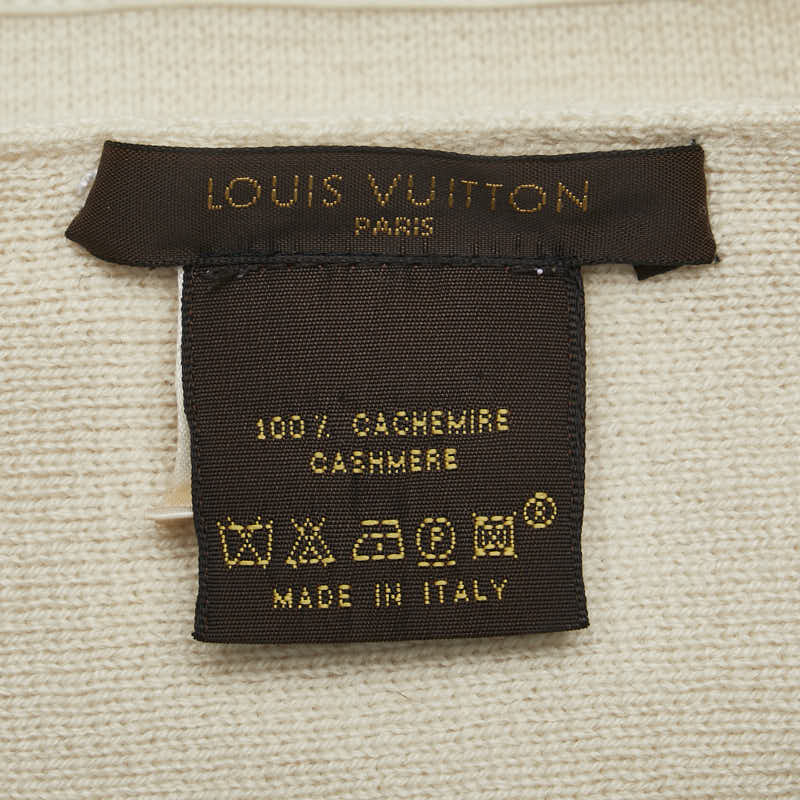 LOUIS VUITTON
PARIS
100% CACHEMIRE
CASHMERE
P
®
MADE IN ITALY